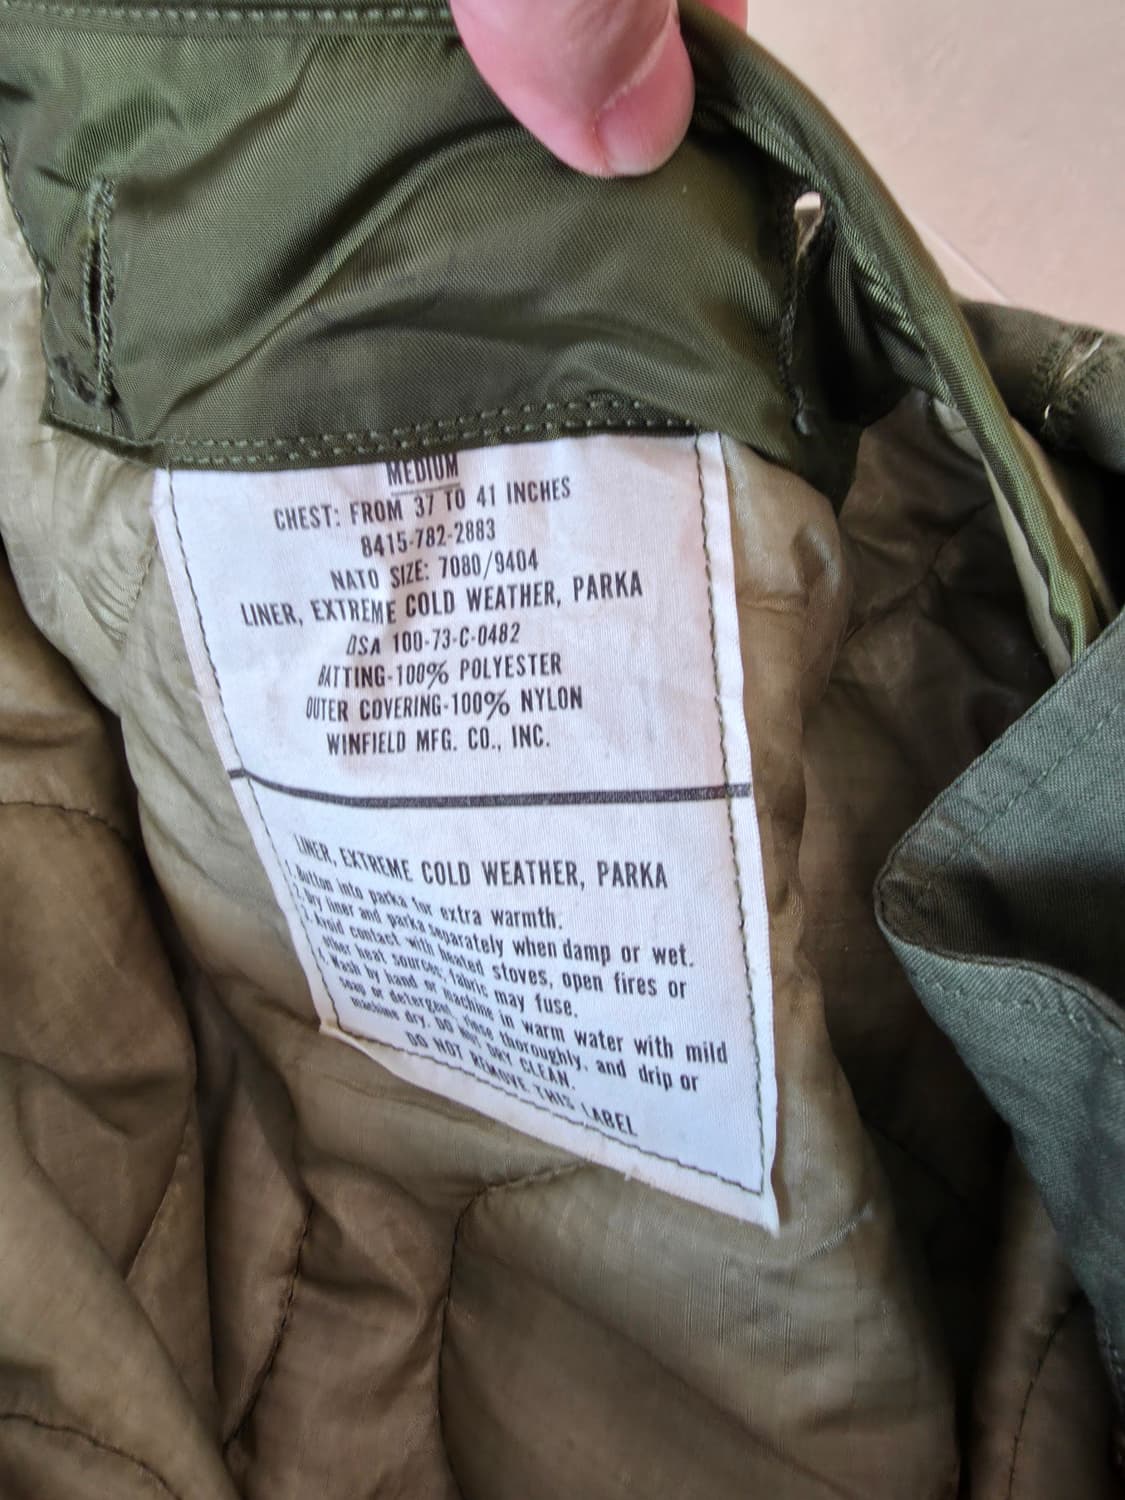 MEDIUM
CHEST: FROM 37 TO 41 INCHES
8415-782-2883
NATO SIZE: 7080/9404
LINER, EXTREME COLD WEATHER, PARKA
DSA 100-73-C-0482
BATTING-100% POLYESTER
OUTER COVERING-100% NYLON
WINFIELD MFG. CO., INC.
LINER, EXTREME COLD WEATHER, PARKA
1. Button into parka for extra warmth.
2. Dry liner and parka separately when damp or wet.
3. Avoid contact with heated stoves, open fires or
other heat sources; fabric may fuse.
4. Wash by hand or machine in warm water with mild
soap or detergent, rinse thoroughly, and drip or
machine dry. DO NOT DRY CLEAN.
DO NOT REMOVE THIS LABEL